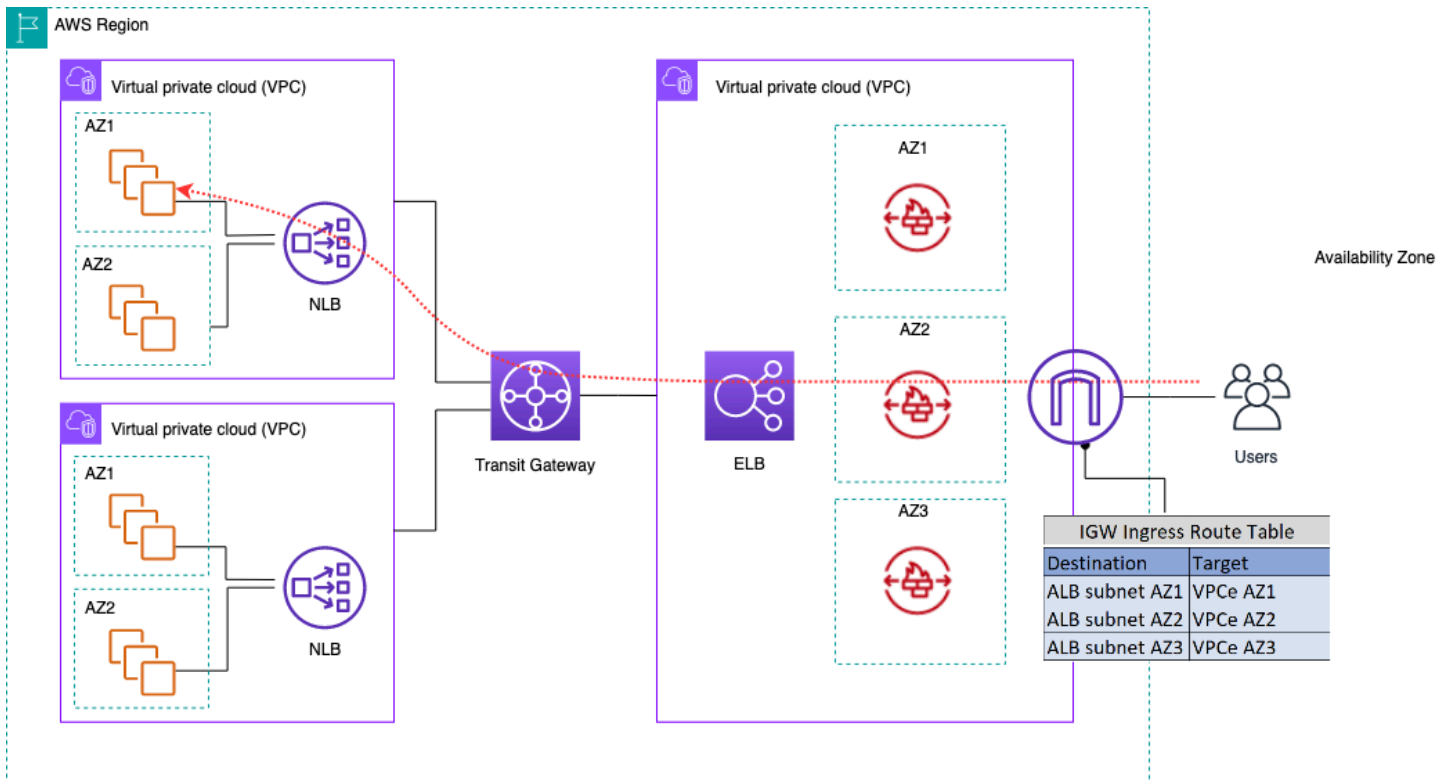 AWS Region
Virtual private cloud (VPC)
AZ1
AZ2
NLB
Virtual private cloud (VPC)
AZ1
AZ2
NLB
Transit Gateway
Virtual private cloud (VPC)
ELB
AZ1
AZ2
AZ3
Users
Availability Zone
IGW Ingress Route Table
Destination Target
ALB subnet AZ1 VPCe AZ1
ALB subnet AZ2 VPCe AZ2
ALB subnet AZ3 VPCe AZ3